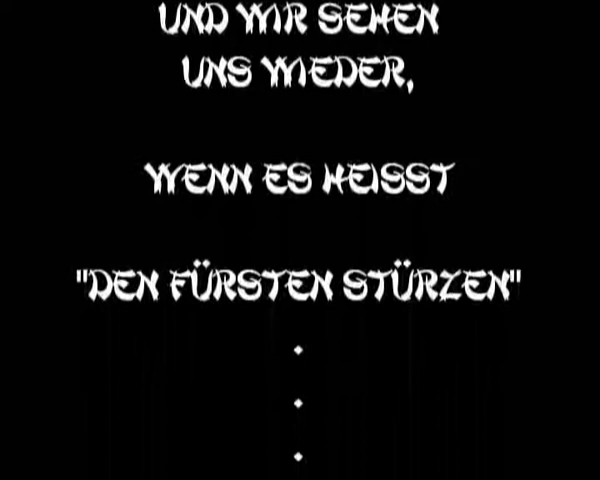 UND WIR SEHEN
UNS WIEDER,
WENN ES HEISST
"DEN FÜRSTEN STÜRZEN"
.
.
.